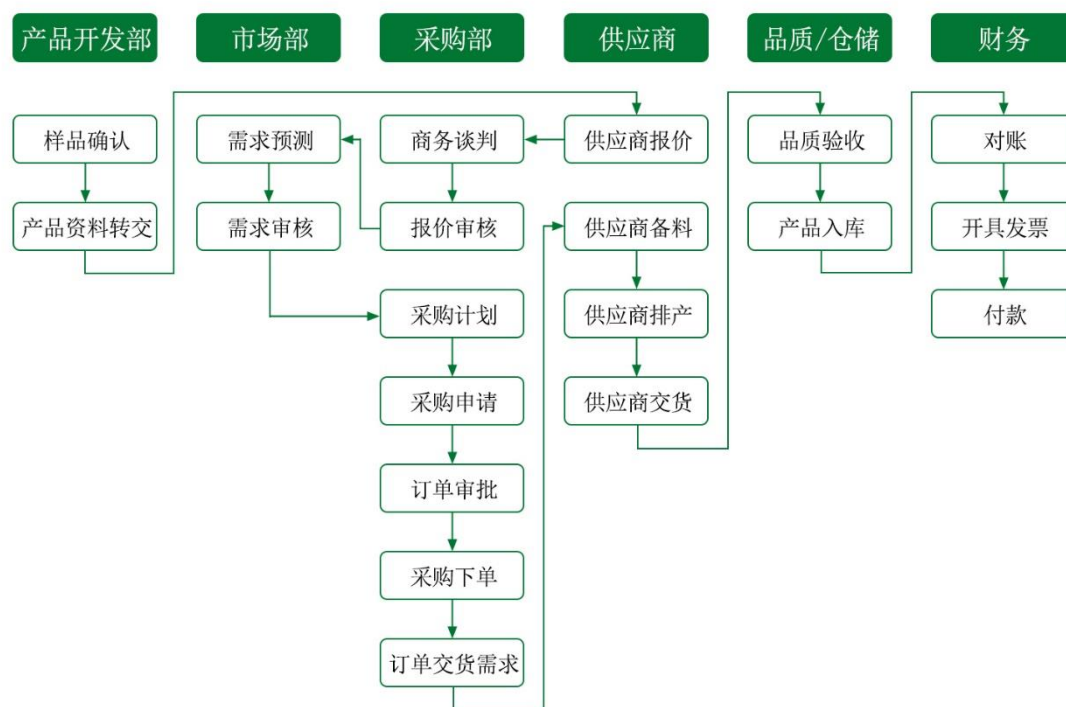 产品开发部
市场部
采购部
供应商
品质/仓储
财务
样品确认
需求预测
商务谈判
供应商报价
品质验收
对账
产品资料转交
需求审核
报价审核
供应商备料
产品入库
开具发票
采购计划
供应商排产
付款
采购申请
供应商交货
订单审批
采购下单
订单交货需求